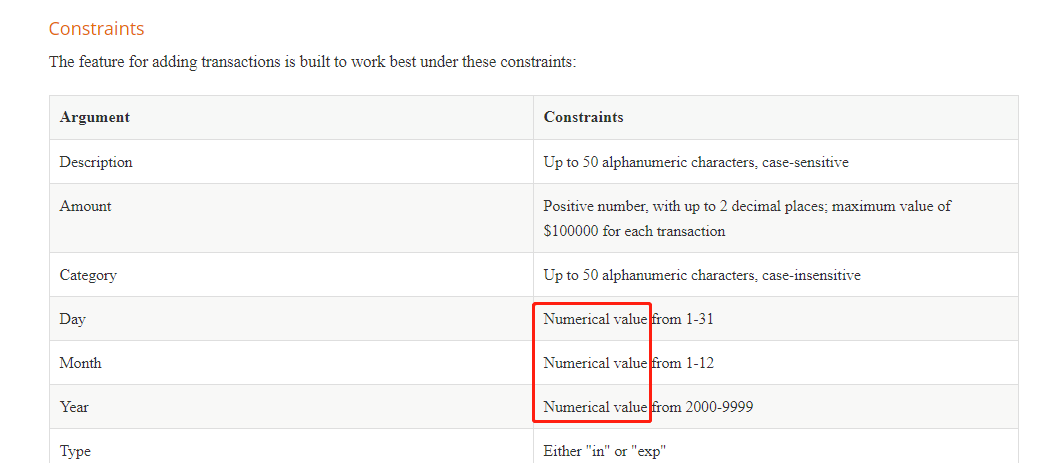 Constraints
The feature for adding transactions is built to work best under these constraints:
Argument Constraints
Description Up to 50 alphanumeric characters, case-sensitive
Amount Positive number, with up to 2 decimal places; maximum value of
$100000 for each transaction
Category Up to 50 alphanumeric characters, case-insensitive
Day Numerical value from 1-31
Month Numerical value from 1-12
Year Numerical value from 2000-9999
Type Either "in" or "exp"